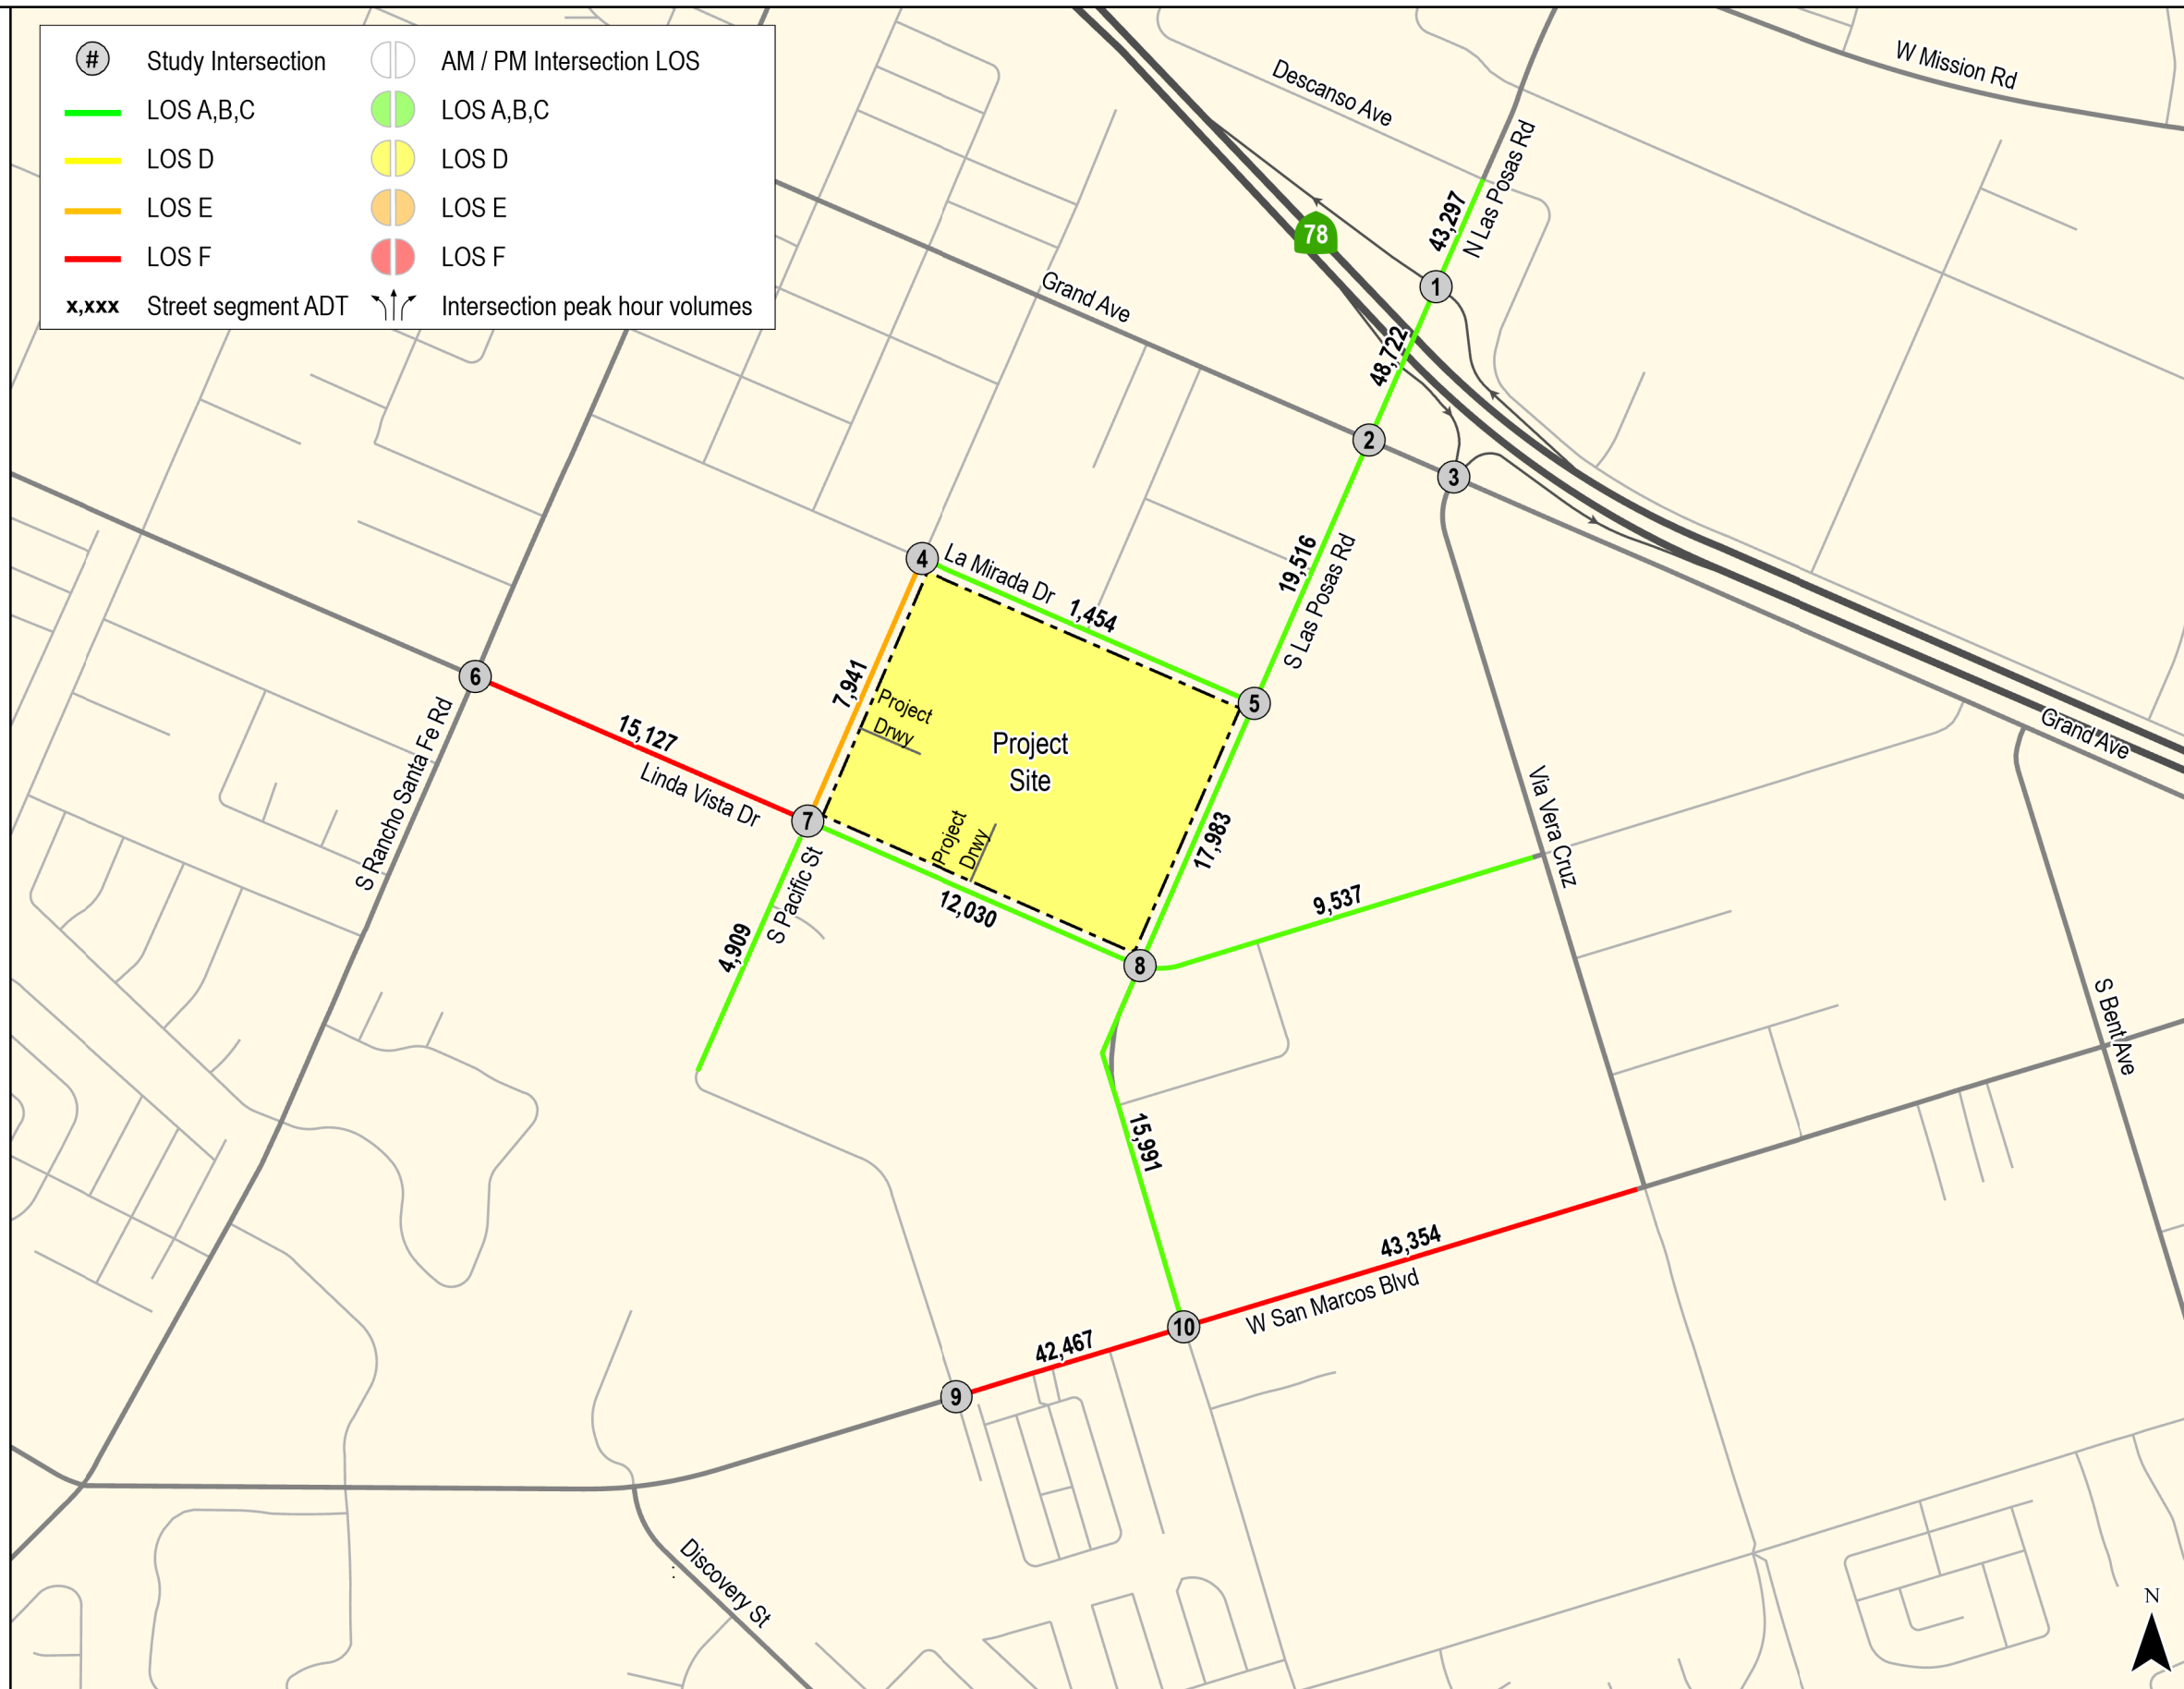 # Study Intersection
AM / PM Intersection LOS
LOS A,B,C
LOS A,B,C
LOS D
LOS D
LOS E
LOS E
LOS F
LOS F
x,xxx Street segment ADT
Intersection peak hour volumes
W Mission Rd
Descanso Ave
N Las Posas Rd
43,297
78
1
Grand Ave
48,722
2
3
4
La Mirada Dr
1,454
19,516
S Las Posas Rd
5
6
7,941
Project
Drwy
Project
Site
15,127
Linda Vista Dr
S Rancho Santa Fe Rd
Grand Ave
Via Vera Cruz
7
Project
Drwy
17,983
S Pacific St
12,030
9,537
4,909
8
S Bent Ave
15,991
43,354
W San Marcos Blvd
10
42,467
9
Discovery St
N